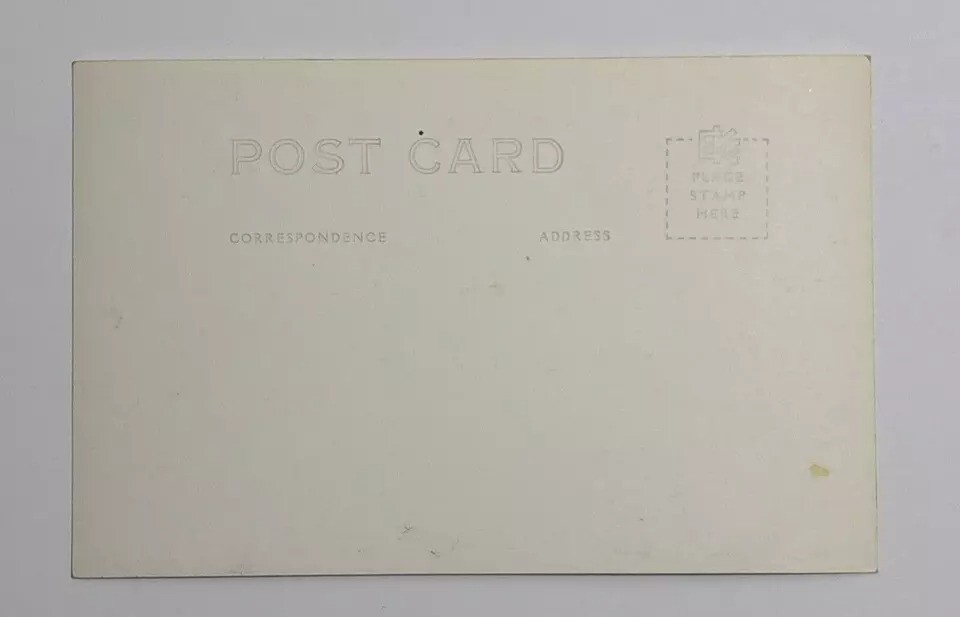 POST CARD
PLACE
STAMP
HERE
CORRESPONDENCE
ADDRESS